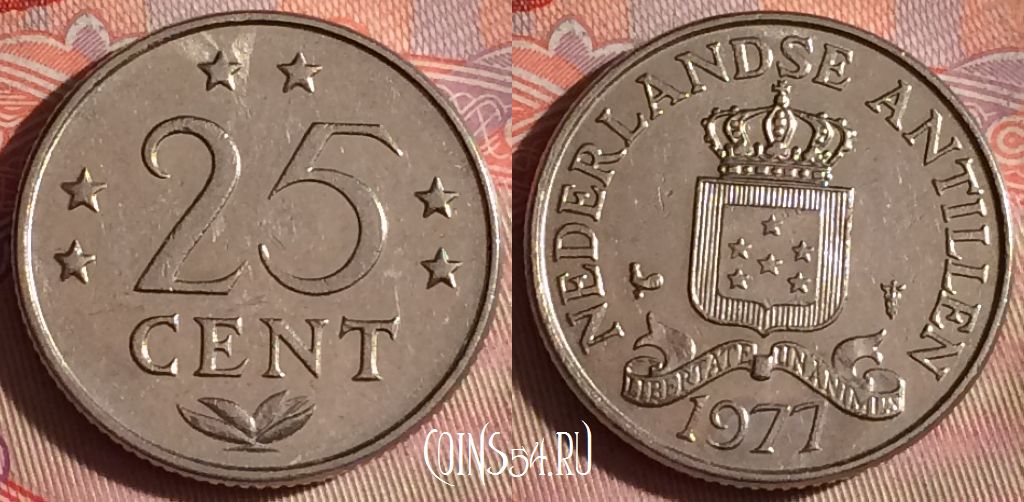 25
CENT
NEDERLANDSE ANTILLEN
LIBERTATE UNANIMUS
1977
COINS54.RU